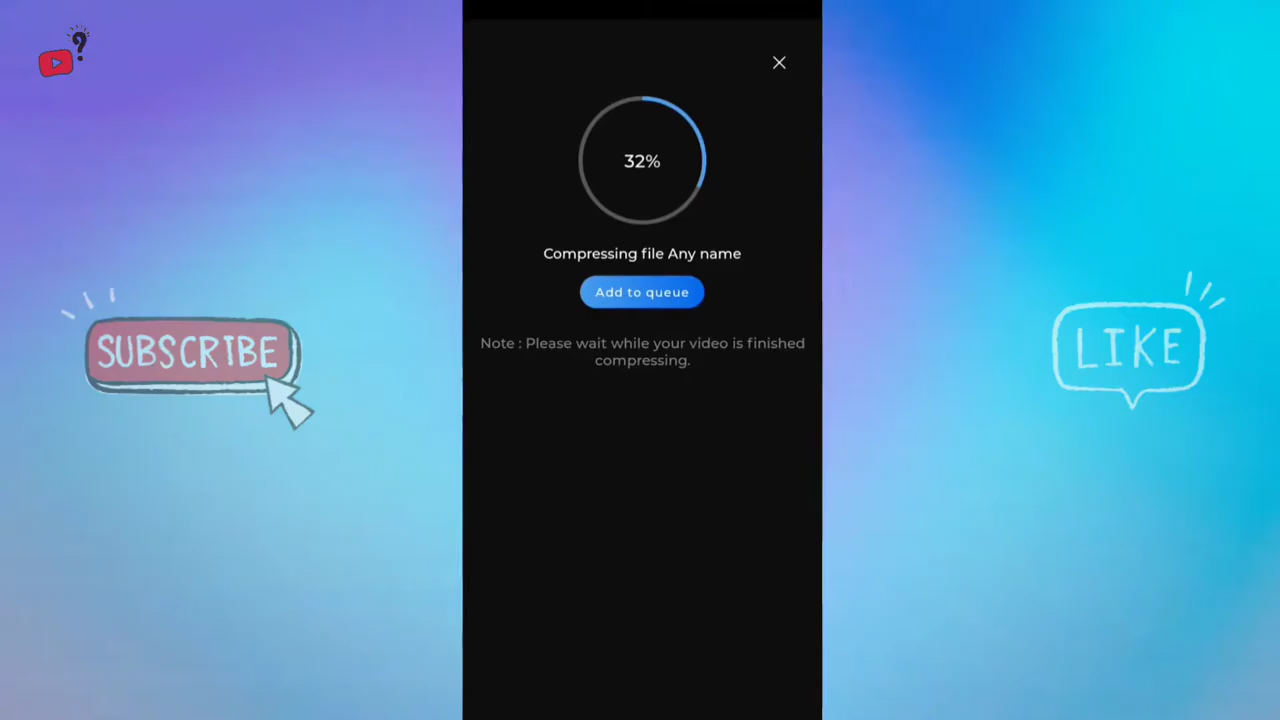 ?
32%
Compressing file Any name
Add to queue
Note : Please wait while your video is finished
compressing.
SUBSCRIBE
LIKE